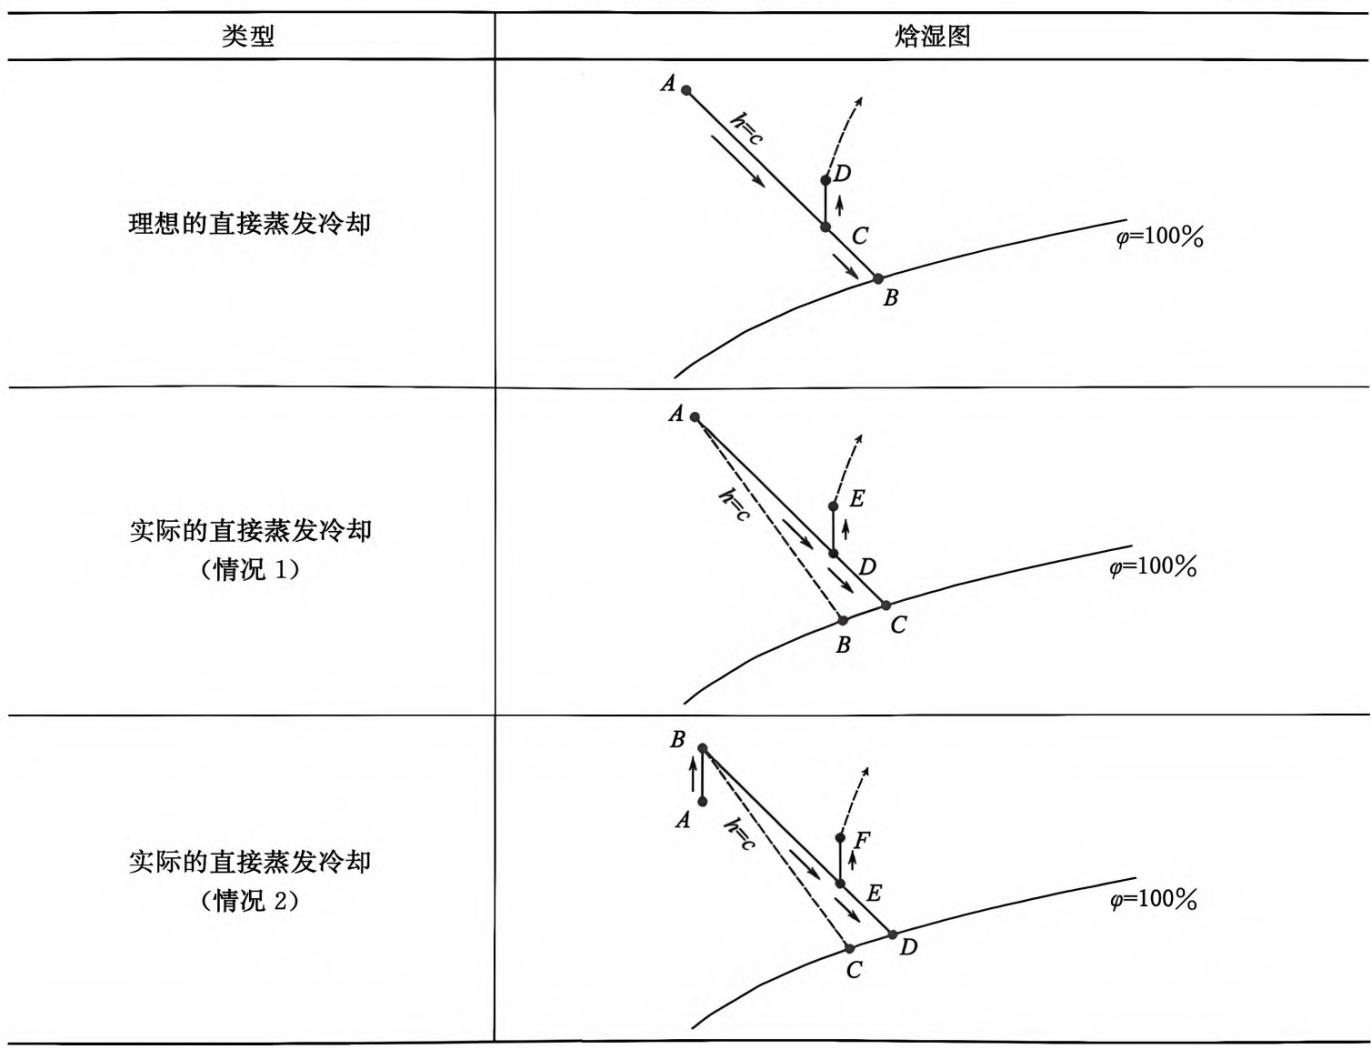 类型
焓湿图
理想的直接蒸发冷却
A
h=c
D
C
B
φ=100%
实际的直接蒸发冷却
（情况 1）
A
h=c
E
D
C
B
φ=100%
实际的直接蒸发冷却
（情况 2）
B
A
h=c
F
E
D
C
φ=100%